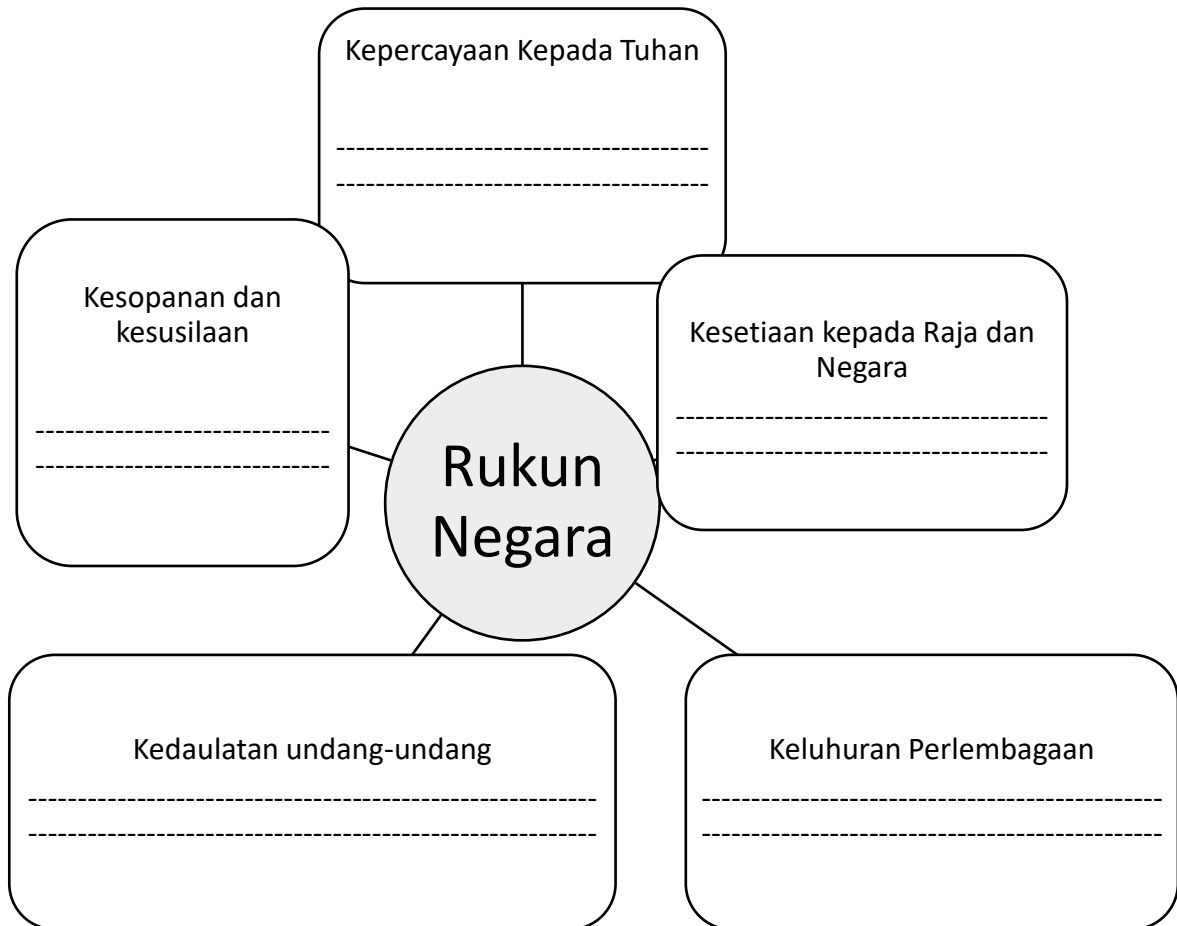 Kepercayaan Kepada Tuhan
--------------------------------------
--------------------------------------
Kesopanan dan
kesusilaan
------------------------------
------------------------------
Kesetiaan kepada Raja dan
Negara
--------------------------------------
--------------------------------------
Rukun
Negara
Kedaulatan undang-undang
----------------------------------------------------------
----------------------------------------------------------
Keluhuran Perlembagaan
-----------------------------------------------
-----------------------------------------------